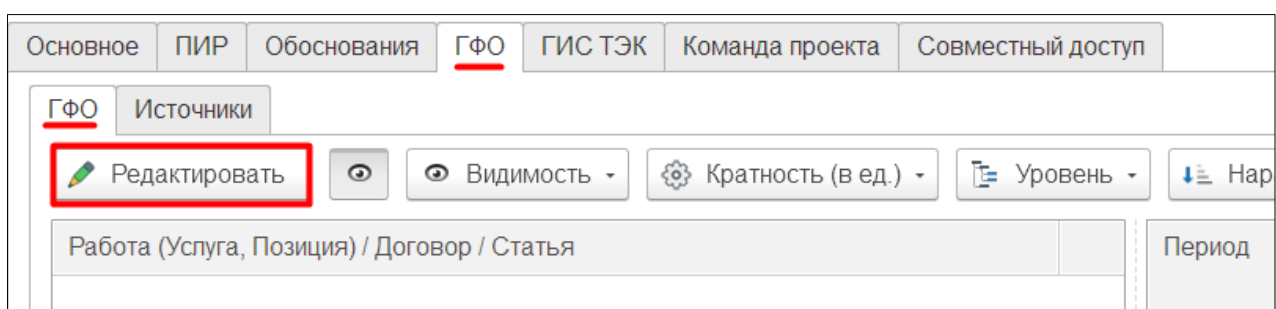 Основное ПИР Обоснования ГФО ГИС ТЭК Команда проекта Совместный доступ
ГФО Источники
Редактировать Видимость Кратность (в ед.) Уровень Нар
Работа (Услуга, Позиция) / Договор / Статья Период